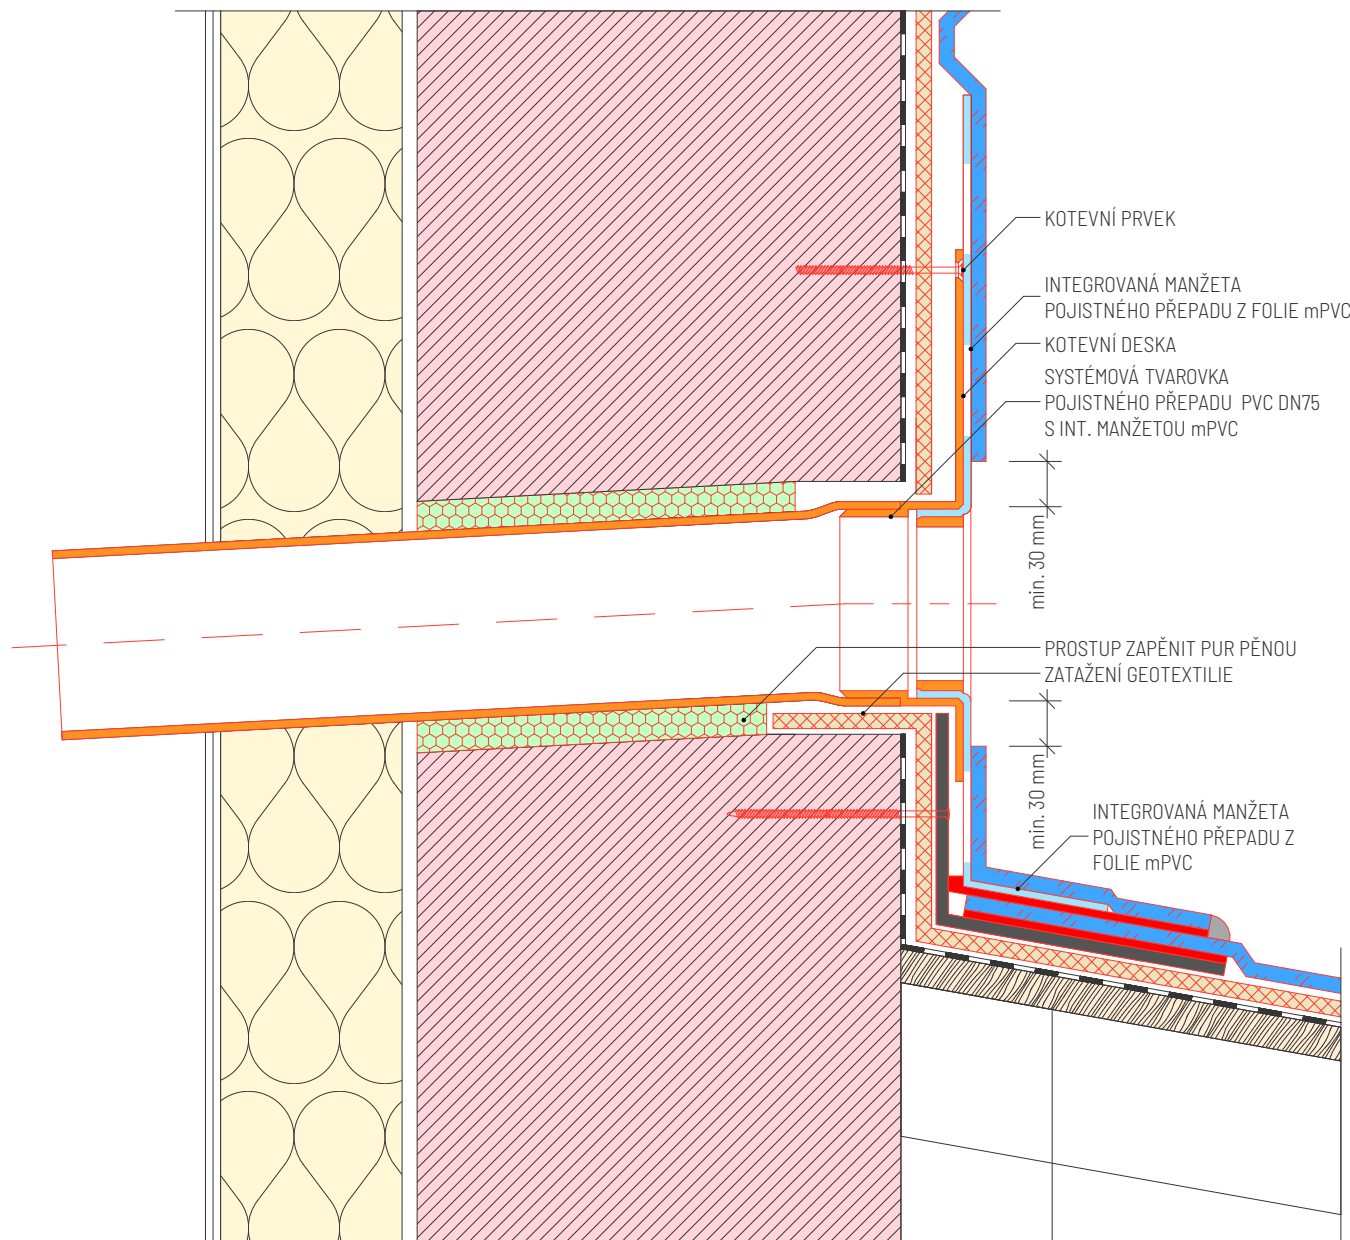 KOTEVNÍ PRVEK
INTEGROVANÁ MANŽETA
POJISTNÉHO PŘEPADU Z FOLIE mPVC
KOTEVNÍ DESKA
SYSTÉMOVÁ TVAROVKA
POJISTNÉHO PŘEPADU PVC DN75
S INT. MANŽETOU mPVC
min. 30 mm
PROSTUP ZAPĚNIT PUR PĚNOU
ZATAŽENÍ GEOTEXTILIE
min. 30 mm
INTEGROVANÁ MANŽETA
POJISTNÉHO PŘEPADU Z
FOLIE mPVC